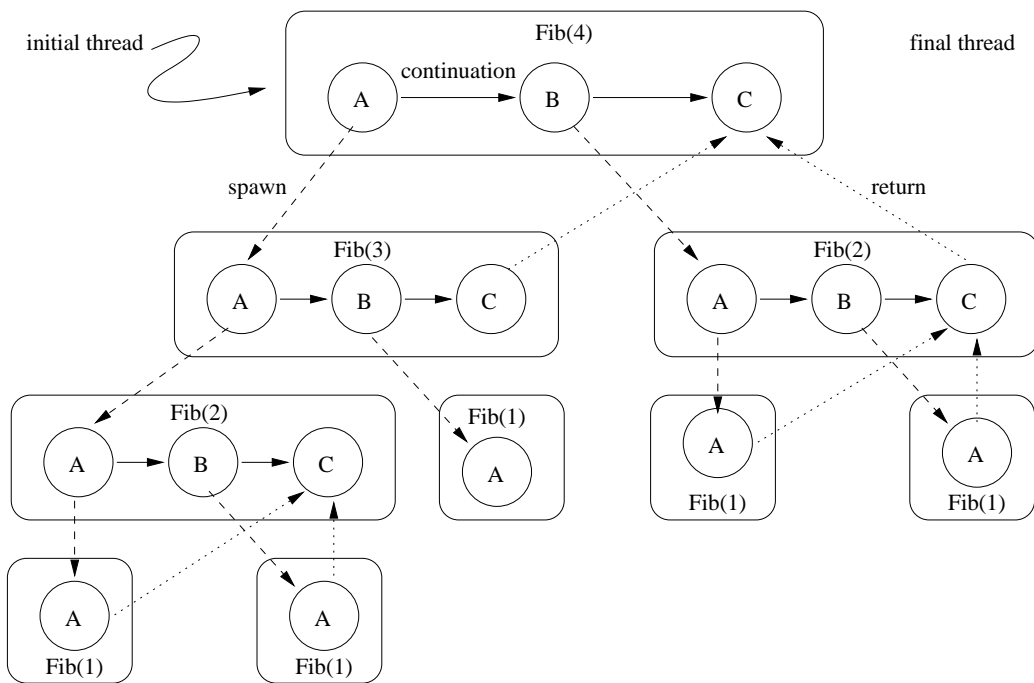 Fib(4)
initial thread
final thread
continuation
A
B
C
spawn
return
Fib(3)
A
B
C
Fib(2)
A
B
C
Fib(2)
A
B
C
Fib(1)
A
A
Fib(1)
A
Fib(1)
A
Fib(1)
A
Fib(1)